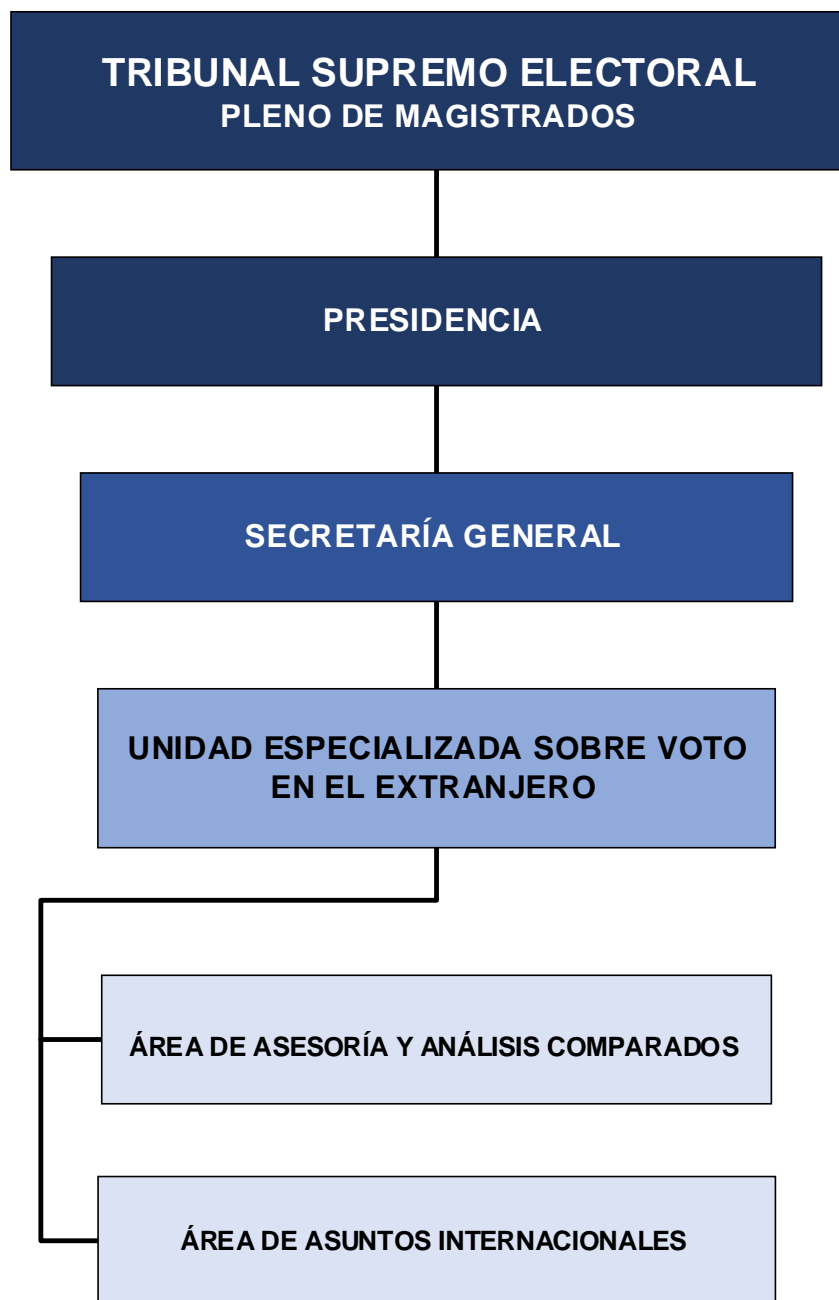 TRIBUNAL SUPREMO ELECTORAL
PLENO DE MAGISTRADOS
PRESIDENCIA
SECRETARÍA GENERAL
UNIDAD ESPECIALIZADA SOBRE VOTO
EN EL EXTRANJERO
ÁREA DE ASESORÍA Y ANÁLISIS COMPARADOS
ÁREA DE ASUNTOS INTERNACIONALES